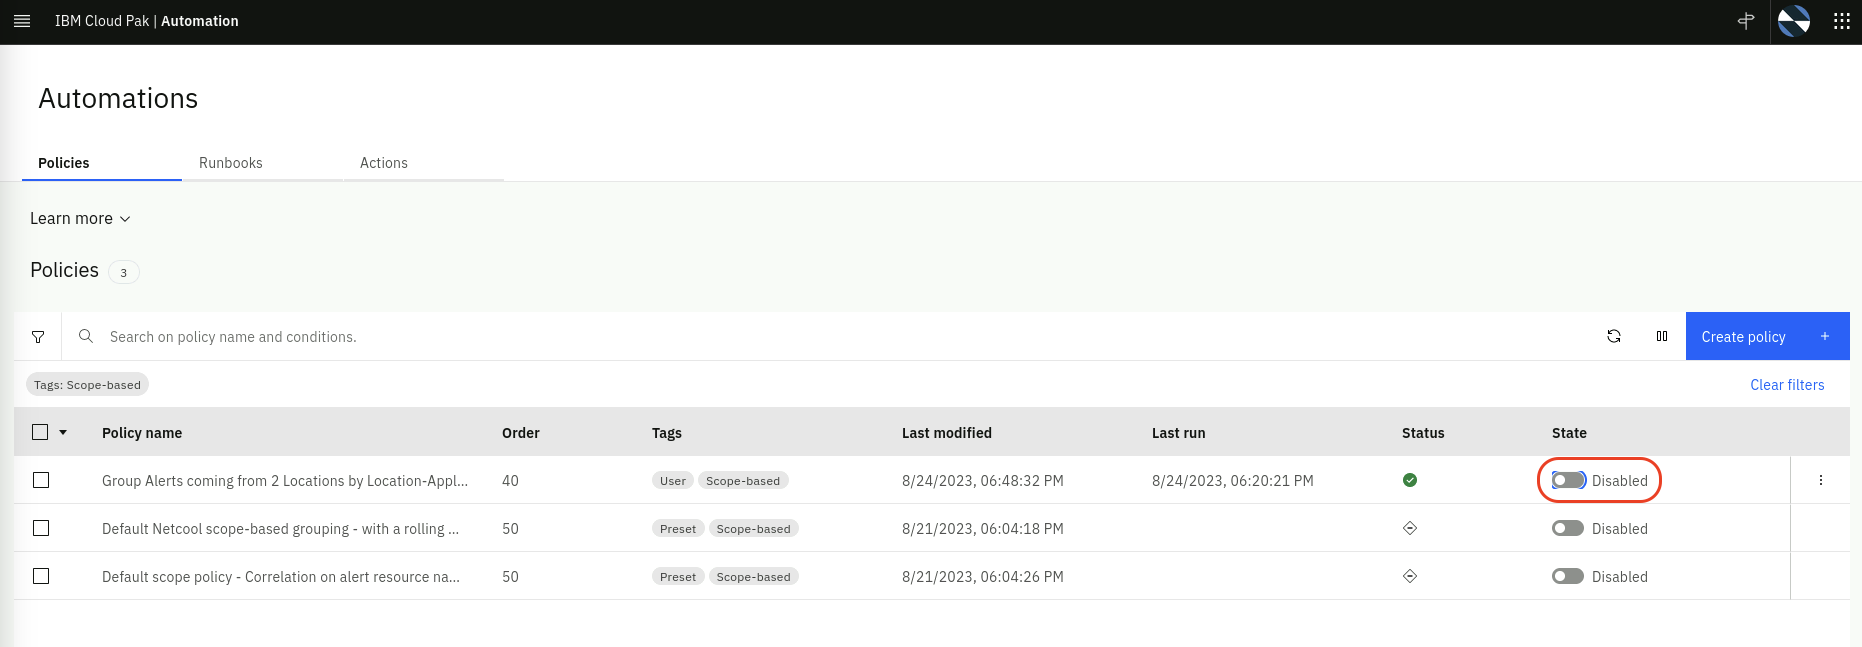 IBM Cloud Pak | Automation
Automations
Policies Runbooks Actions
Learn more
Policies 3
Search on policy name and conditions. Create policy +
Tags: Scope-based Clear filters
Policy name Order Tags Last modified Last run Status State
Group Alerts coming from 2 Locations by Location-Appl... 40 User Scope-based 8/24/2023, 06:48:32 PM 8/24/2023, 06:20:21 PM Disabled
Default Netcool scope-based grouping - with a rolling ... 50 Preset Scope-based 8/21/2023, 06:04:18 PM Disabled
Default scope policy - Correlation on alert resource na... 50 Preset Scope-based 8/21/2023, 06:04:26 PM Disabled